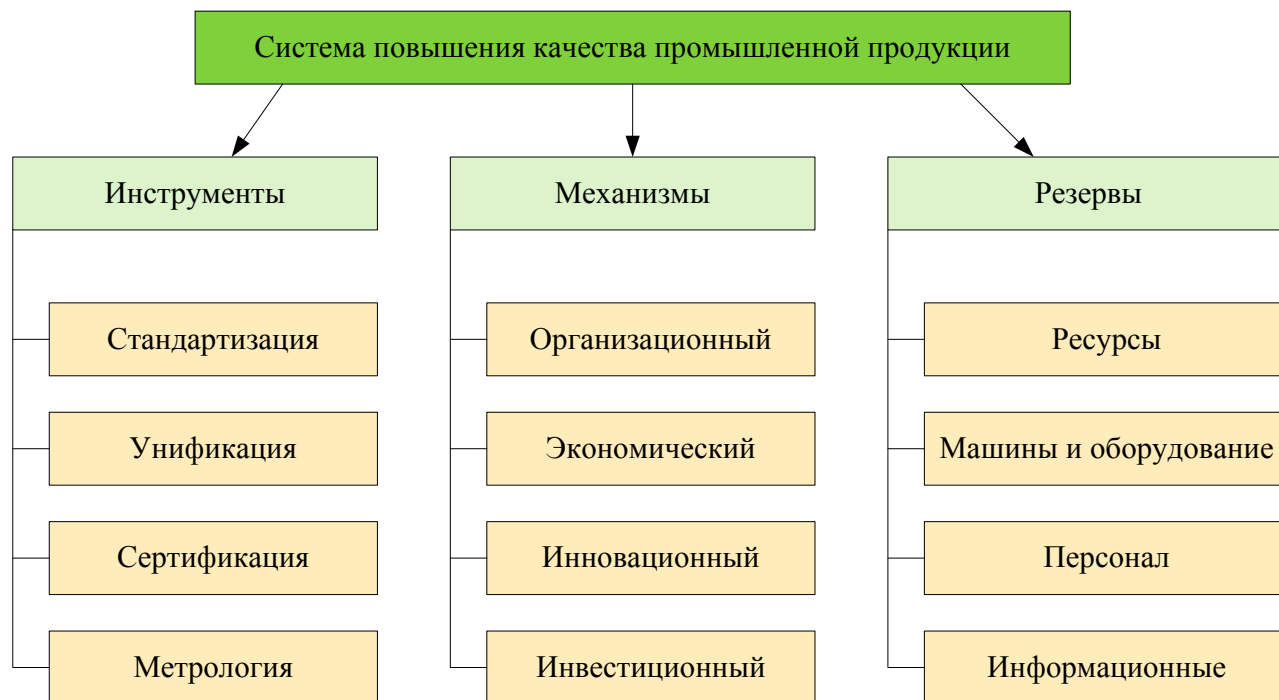 Система повышения качества промышленной продукции
Инструменты
Стандартизация
Унификация
Сертификация
Метрология
Механизмы
Организационный
Экономический
Инновационный
Инвестиционный
Резервы
Ресурсы
Машины и оборудование
Персонал
Информационные